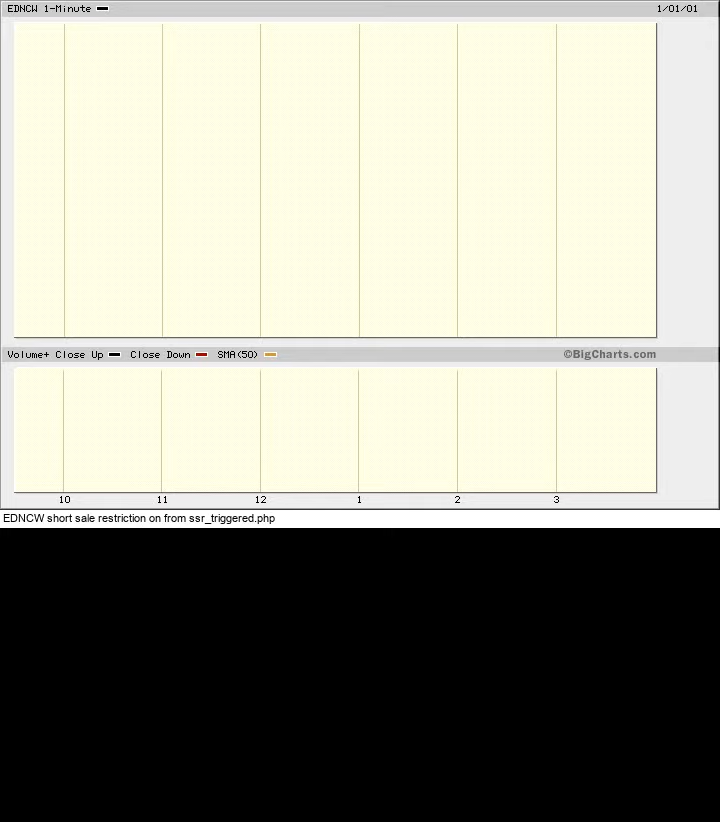 EDNCW 1-Minute 1/01/01
Volume+ Close Up Close Down SMA(50) ©BigCharts.com
10 11 12 1 2 3
EDNCW short sale restriction on from ssr_triggered.php